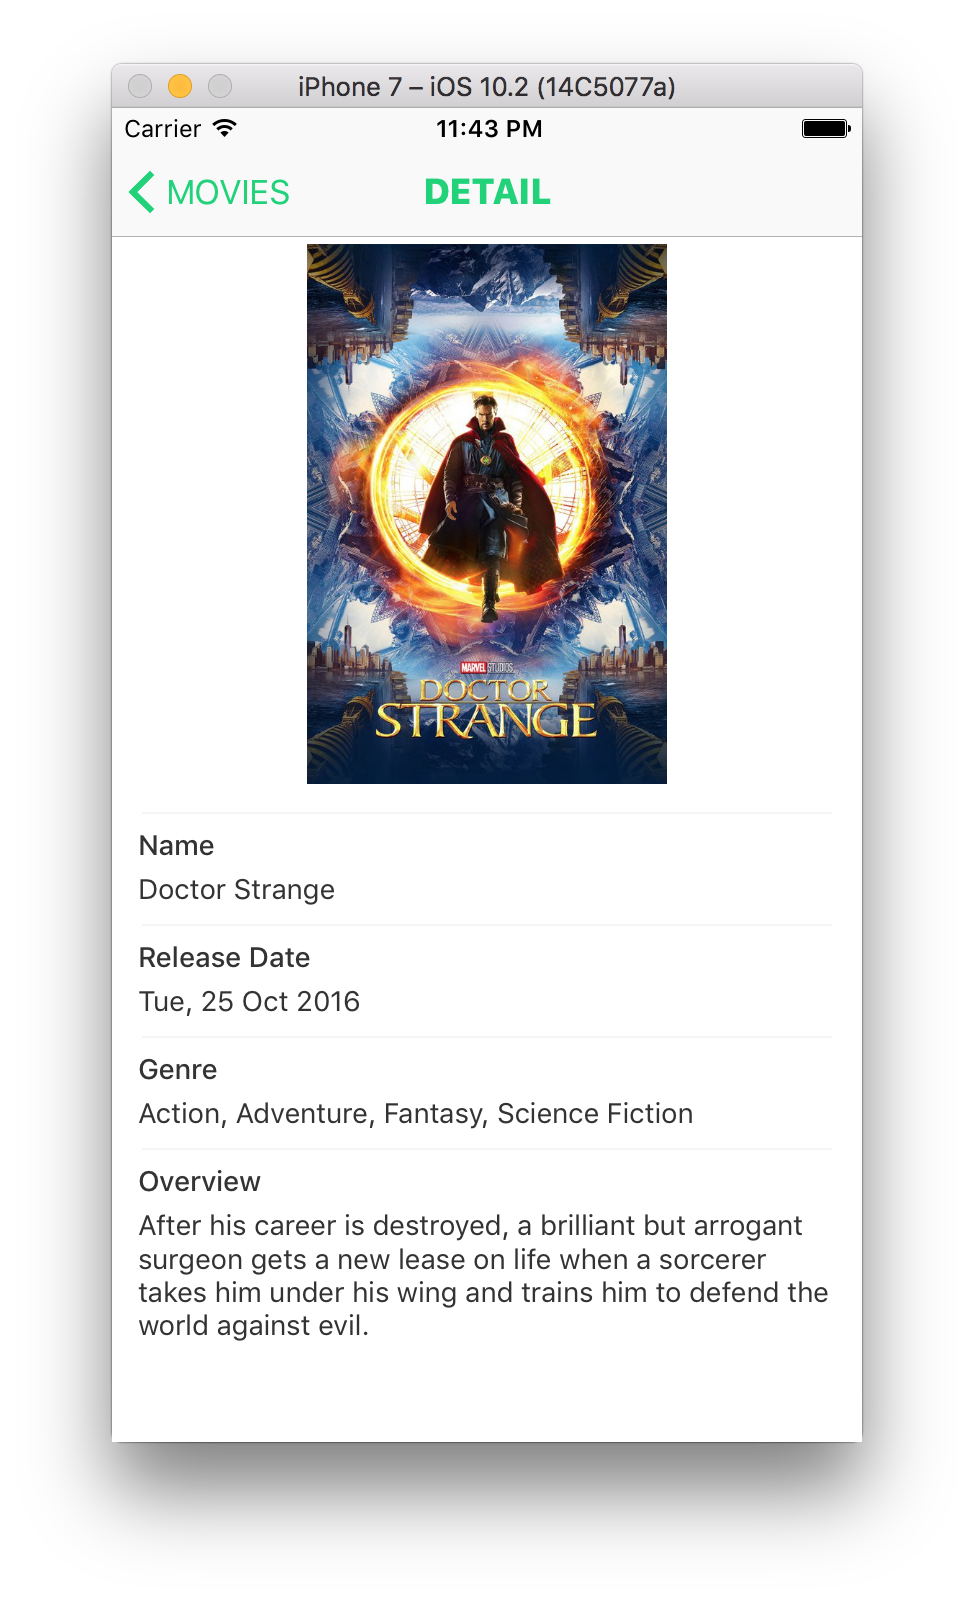 iPhone 7 – iOS 10.2 (14C5077a)
Carrier 11:43 PM
MOVIES DETAIL
MARVEL STUDIOS
DOCTOR
STRANGE
Name
Doctor Strange
Release Date
Tue, 25 Oct 2016
Genre
Action, Adventure, Fantasy, Science Fiction
Overview
After his career is destroyed, a brilliant but arrogant
surgeon gets a new lease on life when a sorcerer
takes him under his wing and trains him to defend the
world against evil.